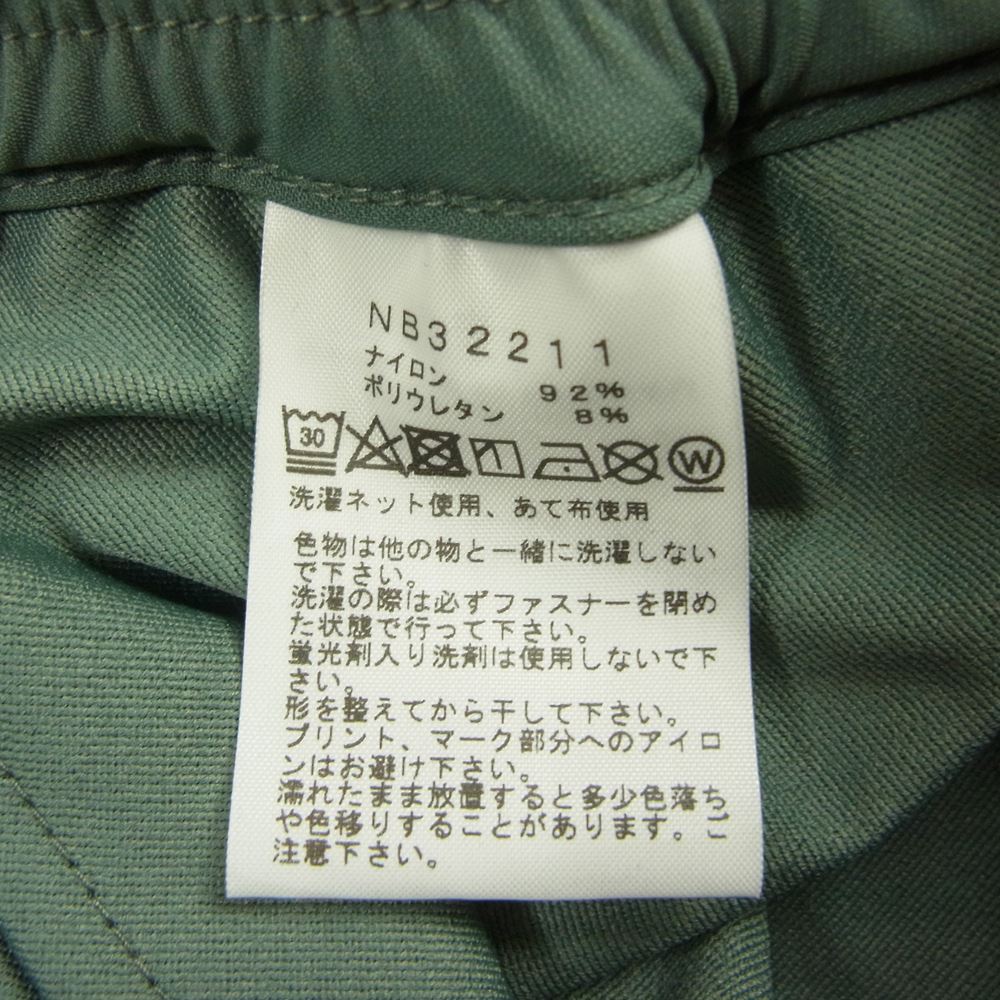 NB32211
ナイロン 92%
ポリウレタン 8%
30 W
洗濯ネット使用、あて布使用
色物は他の物と一緒に洗濯しない
で下さい。
洗濯の際は必ずファスナーを閉め
た状態で行って下さい。
蛍光剤入り洗剤は使用しないで下
さい。
形を整えてから干して下さい。
プリント、マーク部分へのアイロ
ンはお避け下さい。
濡れたまま放置すると多少色落ち
や色移りすることがあります。ご
注意下さい。